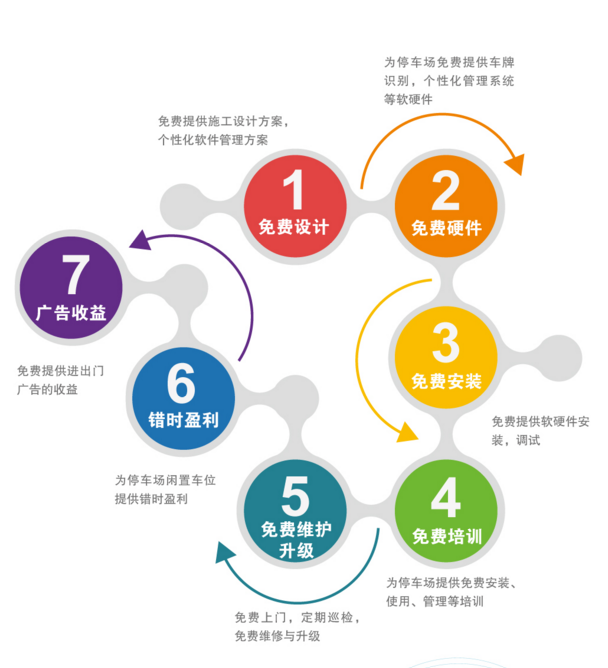 免费提供施工设计方案，
个性化软件管理方案
1
免费设计
为停车场免费提供车牌
识别，个性化管理系统
等软硬件
2
免费硬件
3
免费安装
免费提供软硬件安
装，调试
4
免费培训
为停车场提供免费安装、
使用、管理等培训
5
免费维护
升级
免费上门，定期巡检，
免费维修与升级
6
错时盈利
为停车场闲置车位
提供错时盈利
7
广告收益
免费提供进出门
广告的收益